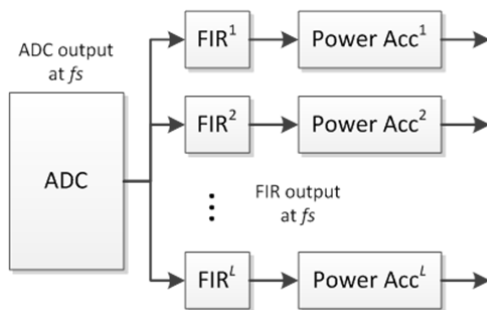 ADC output
at fs
ADC
FIR¹
Power Acc¹
FIR²
Power Acc²
FIR output
at fs
FIRᴸ
Power Accᴸ